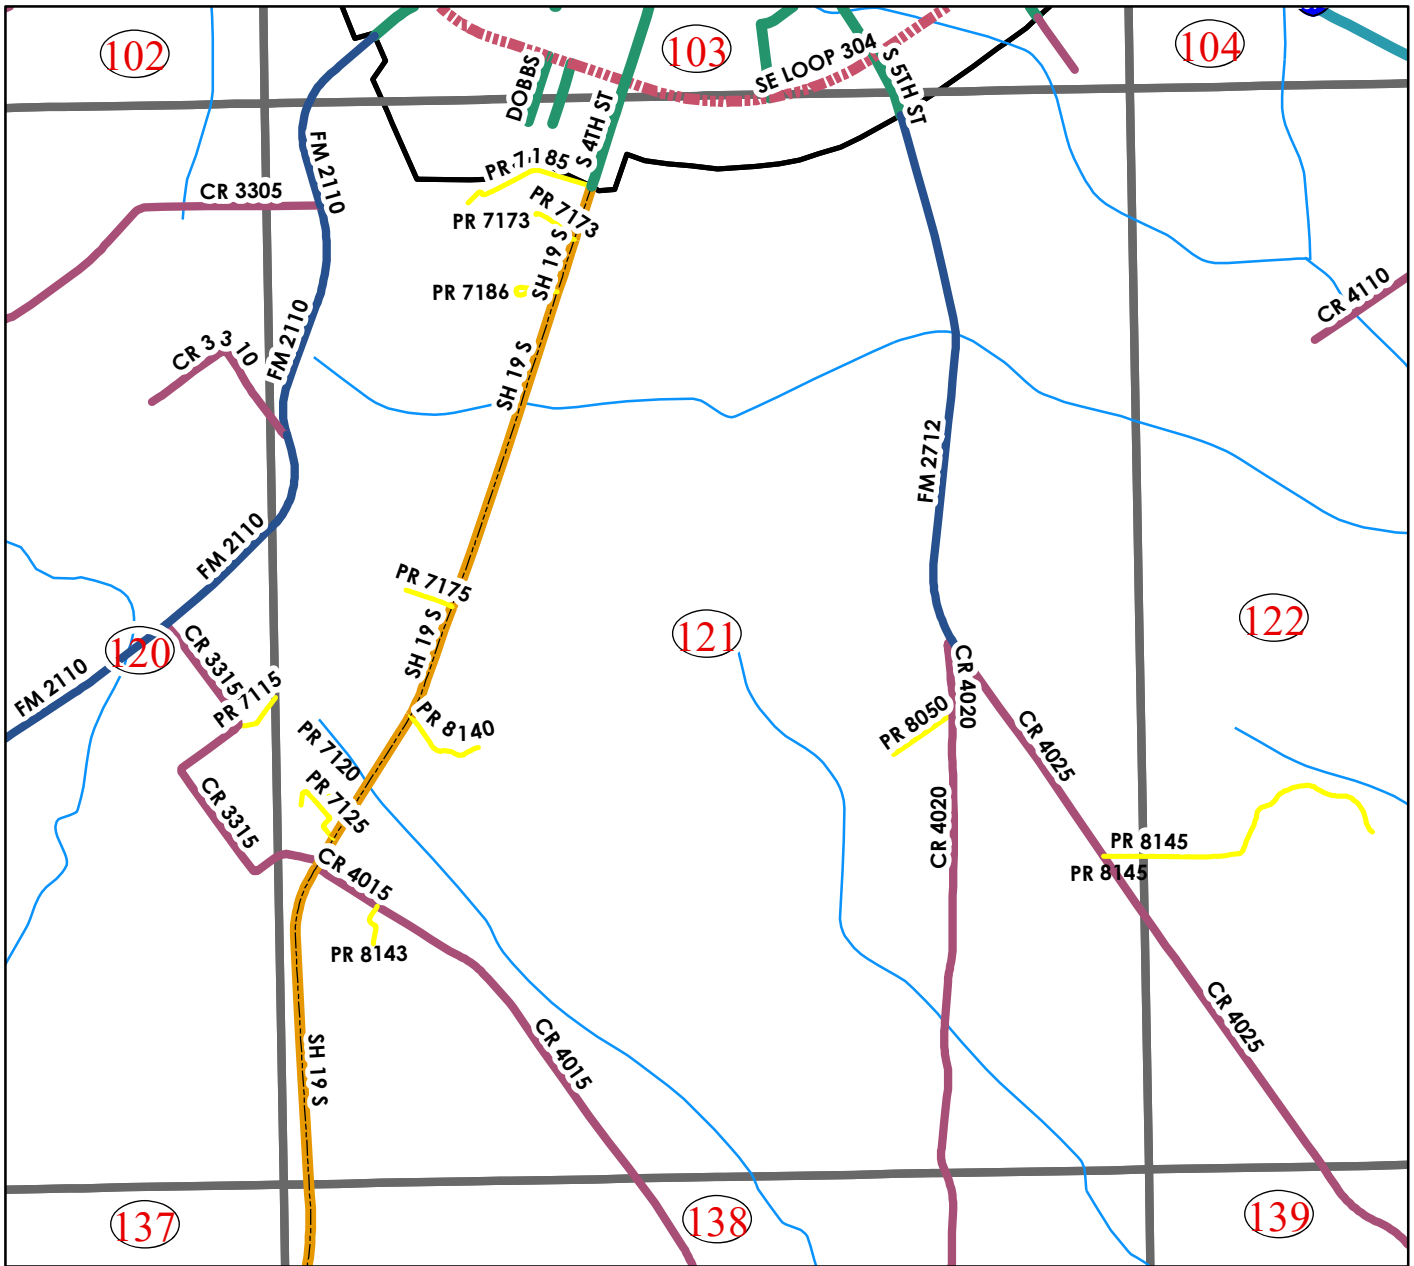 102
103
104
SE LOOP 304
DOBBS
S 4TH ST
S 5TH ST
FM 2110
PR 7185
CR 3305
PR 7173
PR 7173
SH 19 S
PR 7186
CR 4110
FM 2110
CR 3310
SH 19 S
FM 2712
FM 2110
PR 7175
SH 19 S
120
121
122
CR 3315
FM 2110
PR 7115
CR 4020
PR 8050
PR 8140
PR 7120
CR 4025
PR 7125
CR 3315
CR 4020
PR 8145
PR 8145
CR 4015
PR 8143
CR 4025
SH 19 S
CR 4015
137
138
139